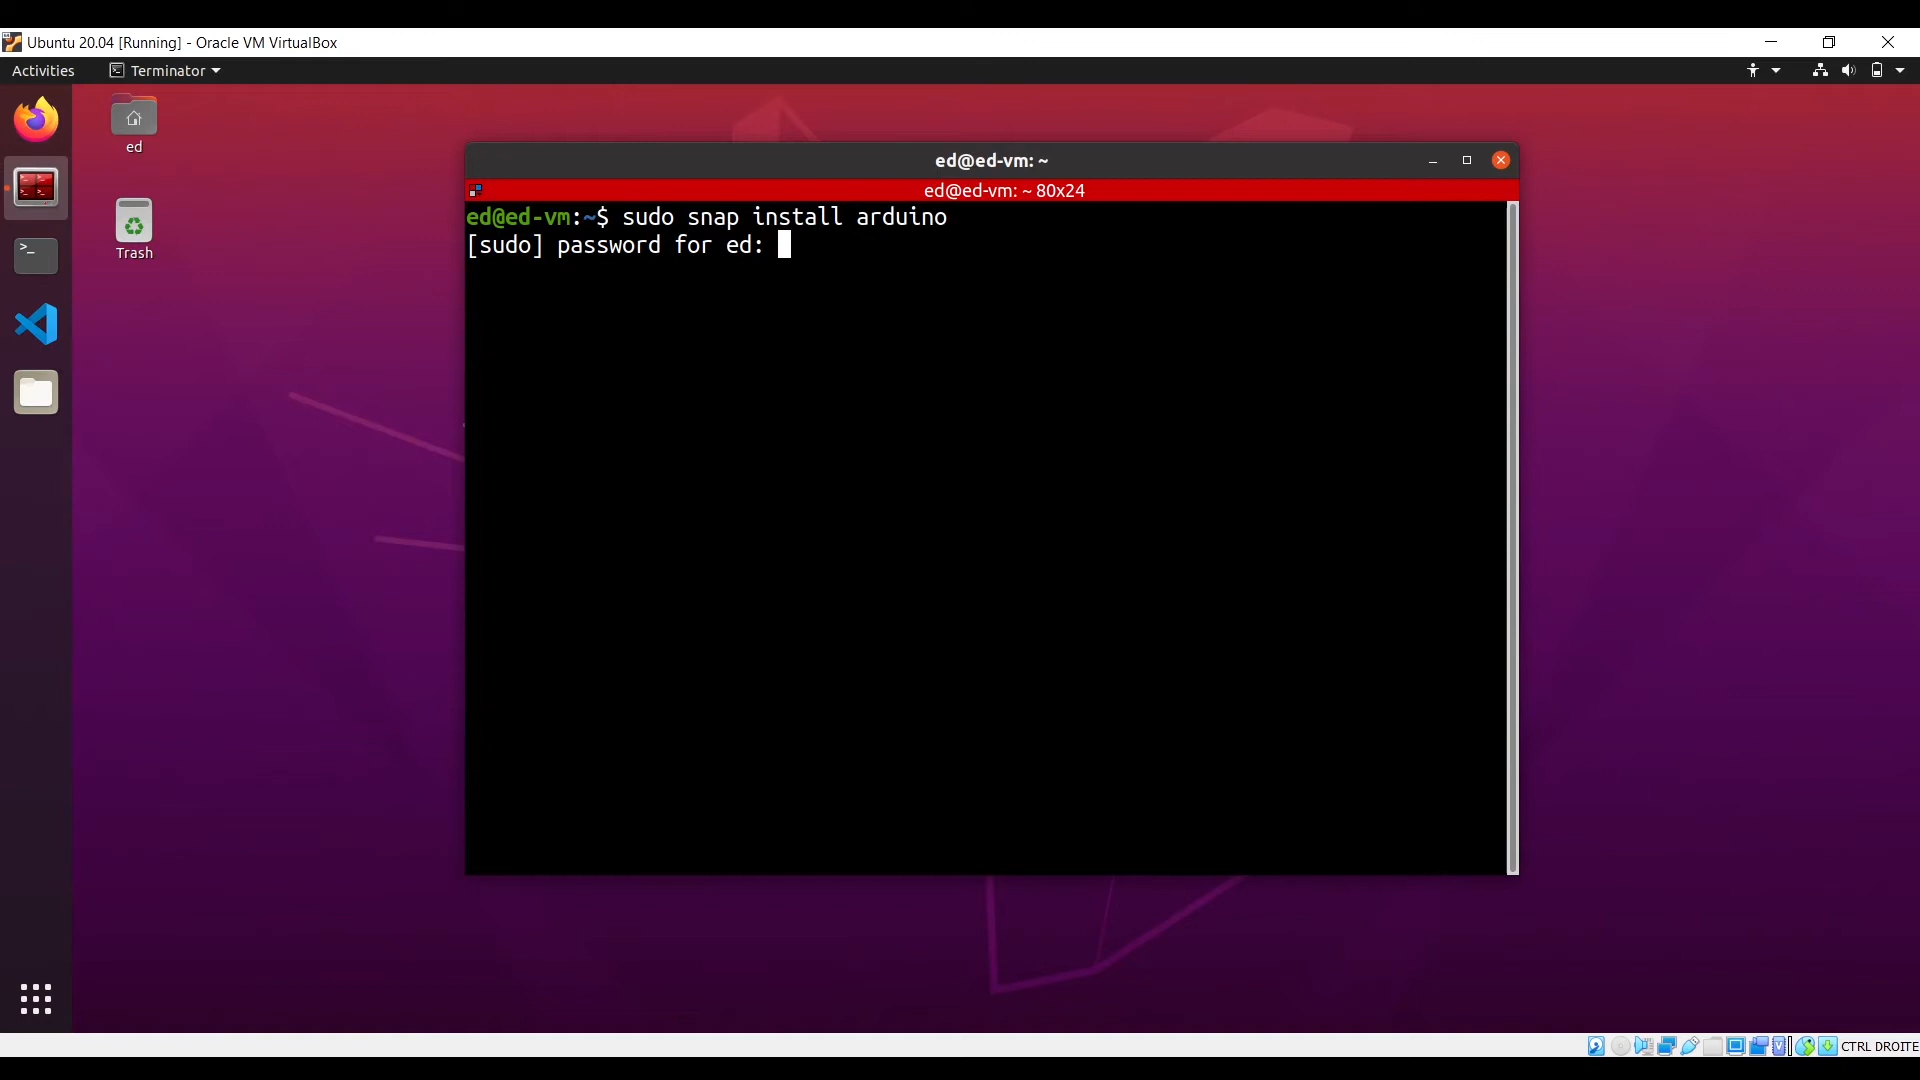 Ubuntu 20.04 [Running] - Oracle VM VirtualBox
Activities
Terminator
ed
Trash
ed@ed-vm: ~
ed@ed-vm: ~ 80x24
ed@ed-vm:~$ sudo snap install arduino
[sudo] password for ed:
CTRL DROITE